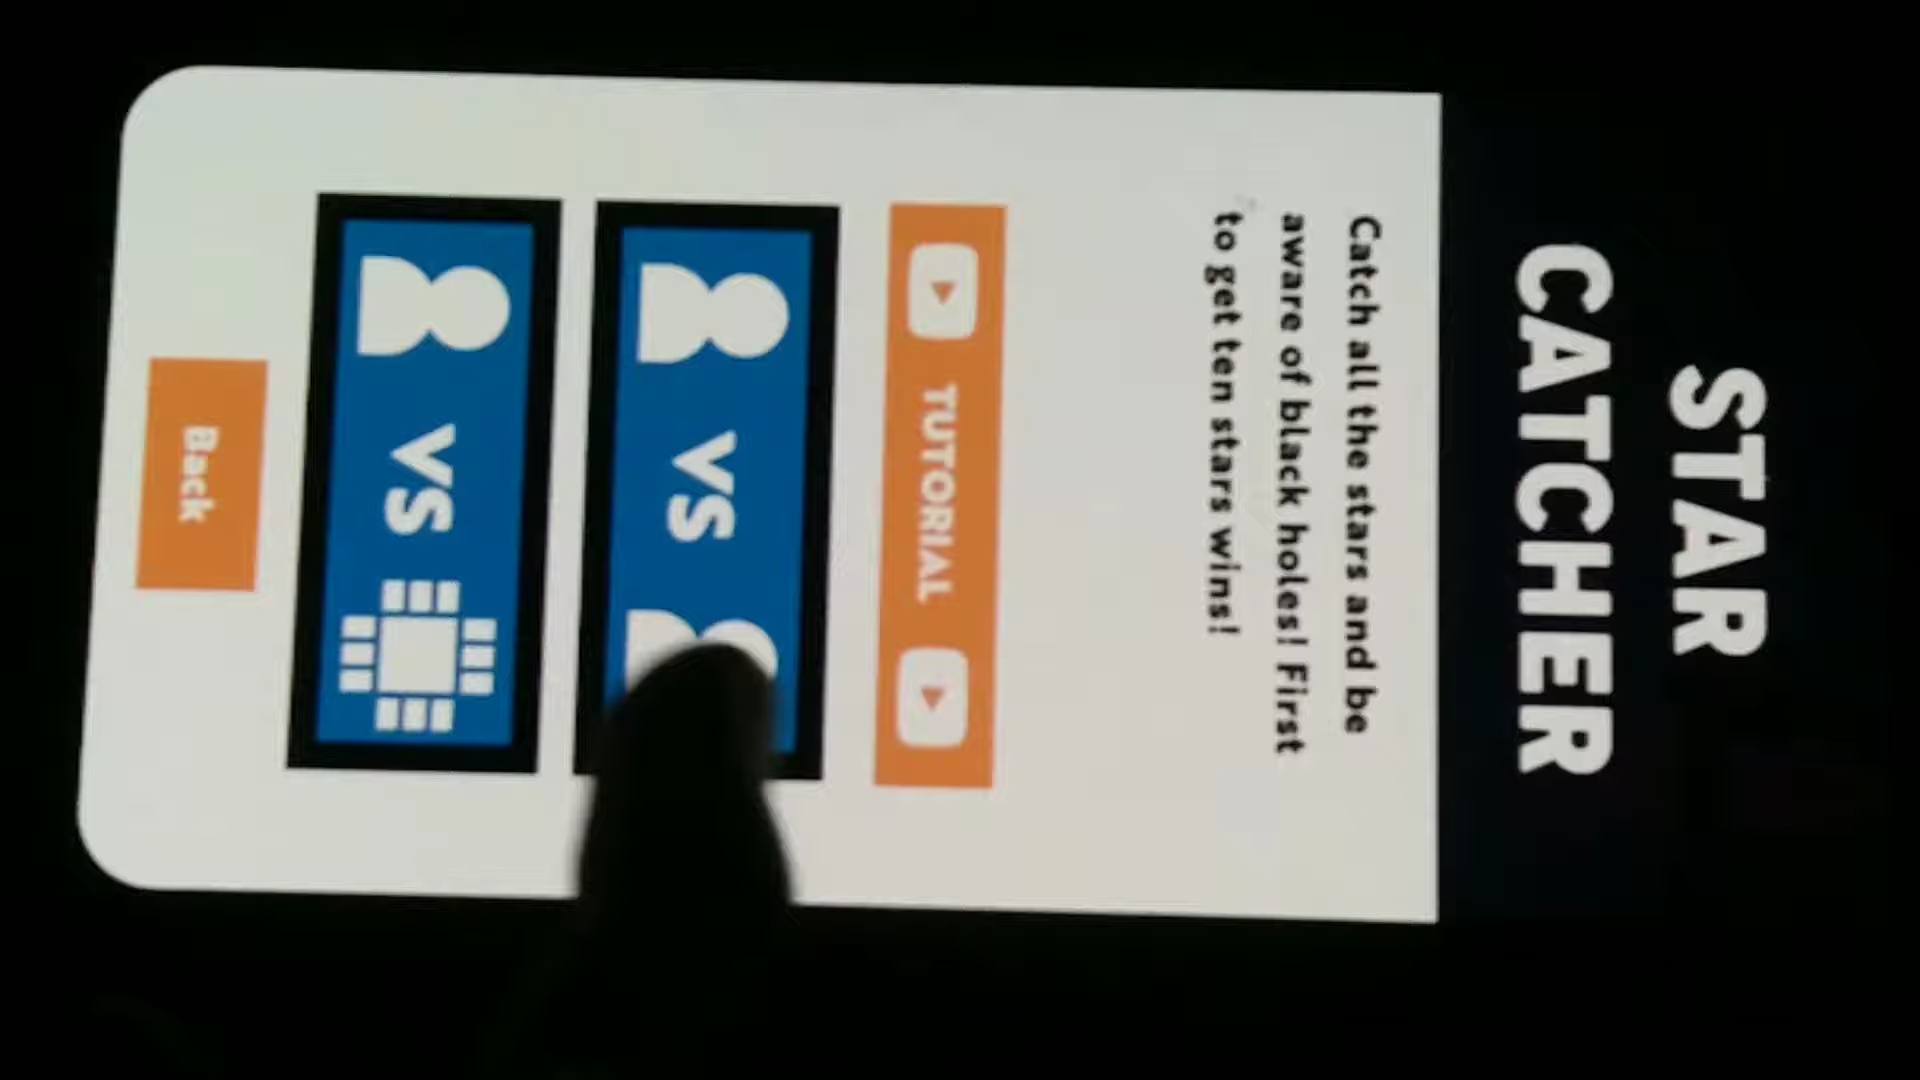 STAR
CATCHER
Catch all the stars and be
aware of black holes! First
to get ten stars wins!
TUTORIAL
VS
VS
Back